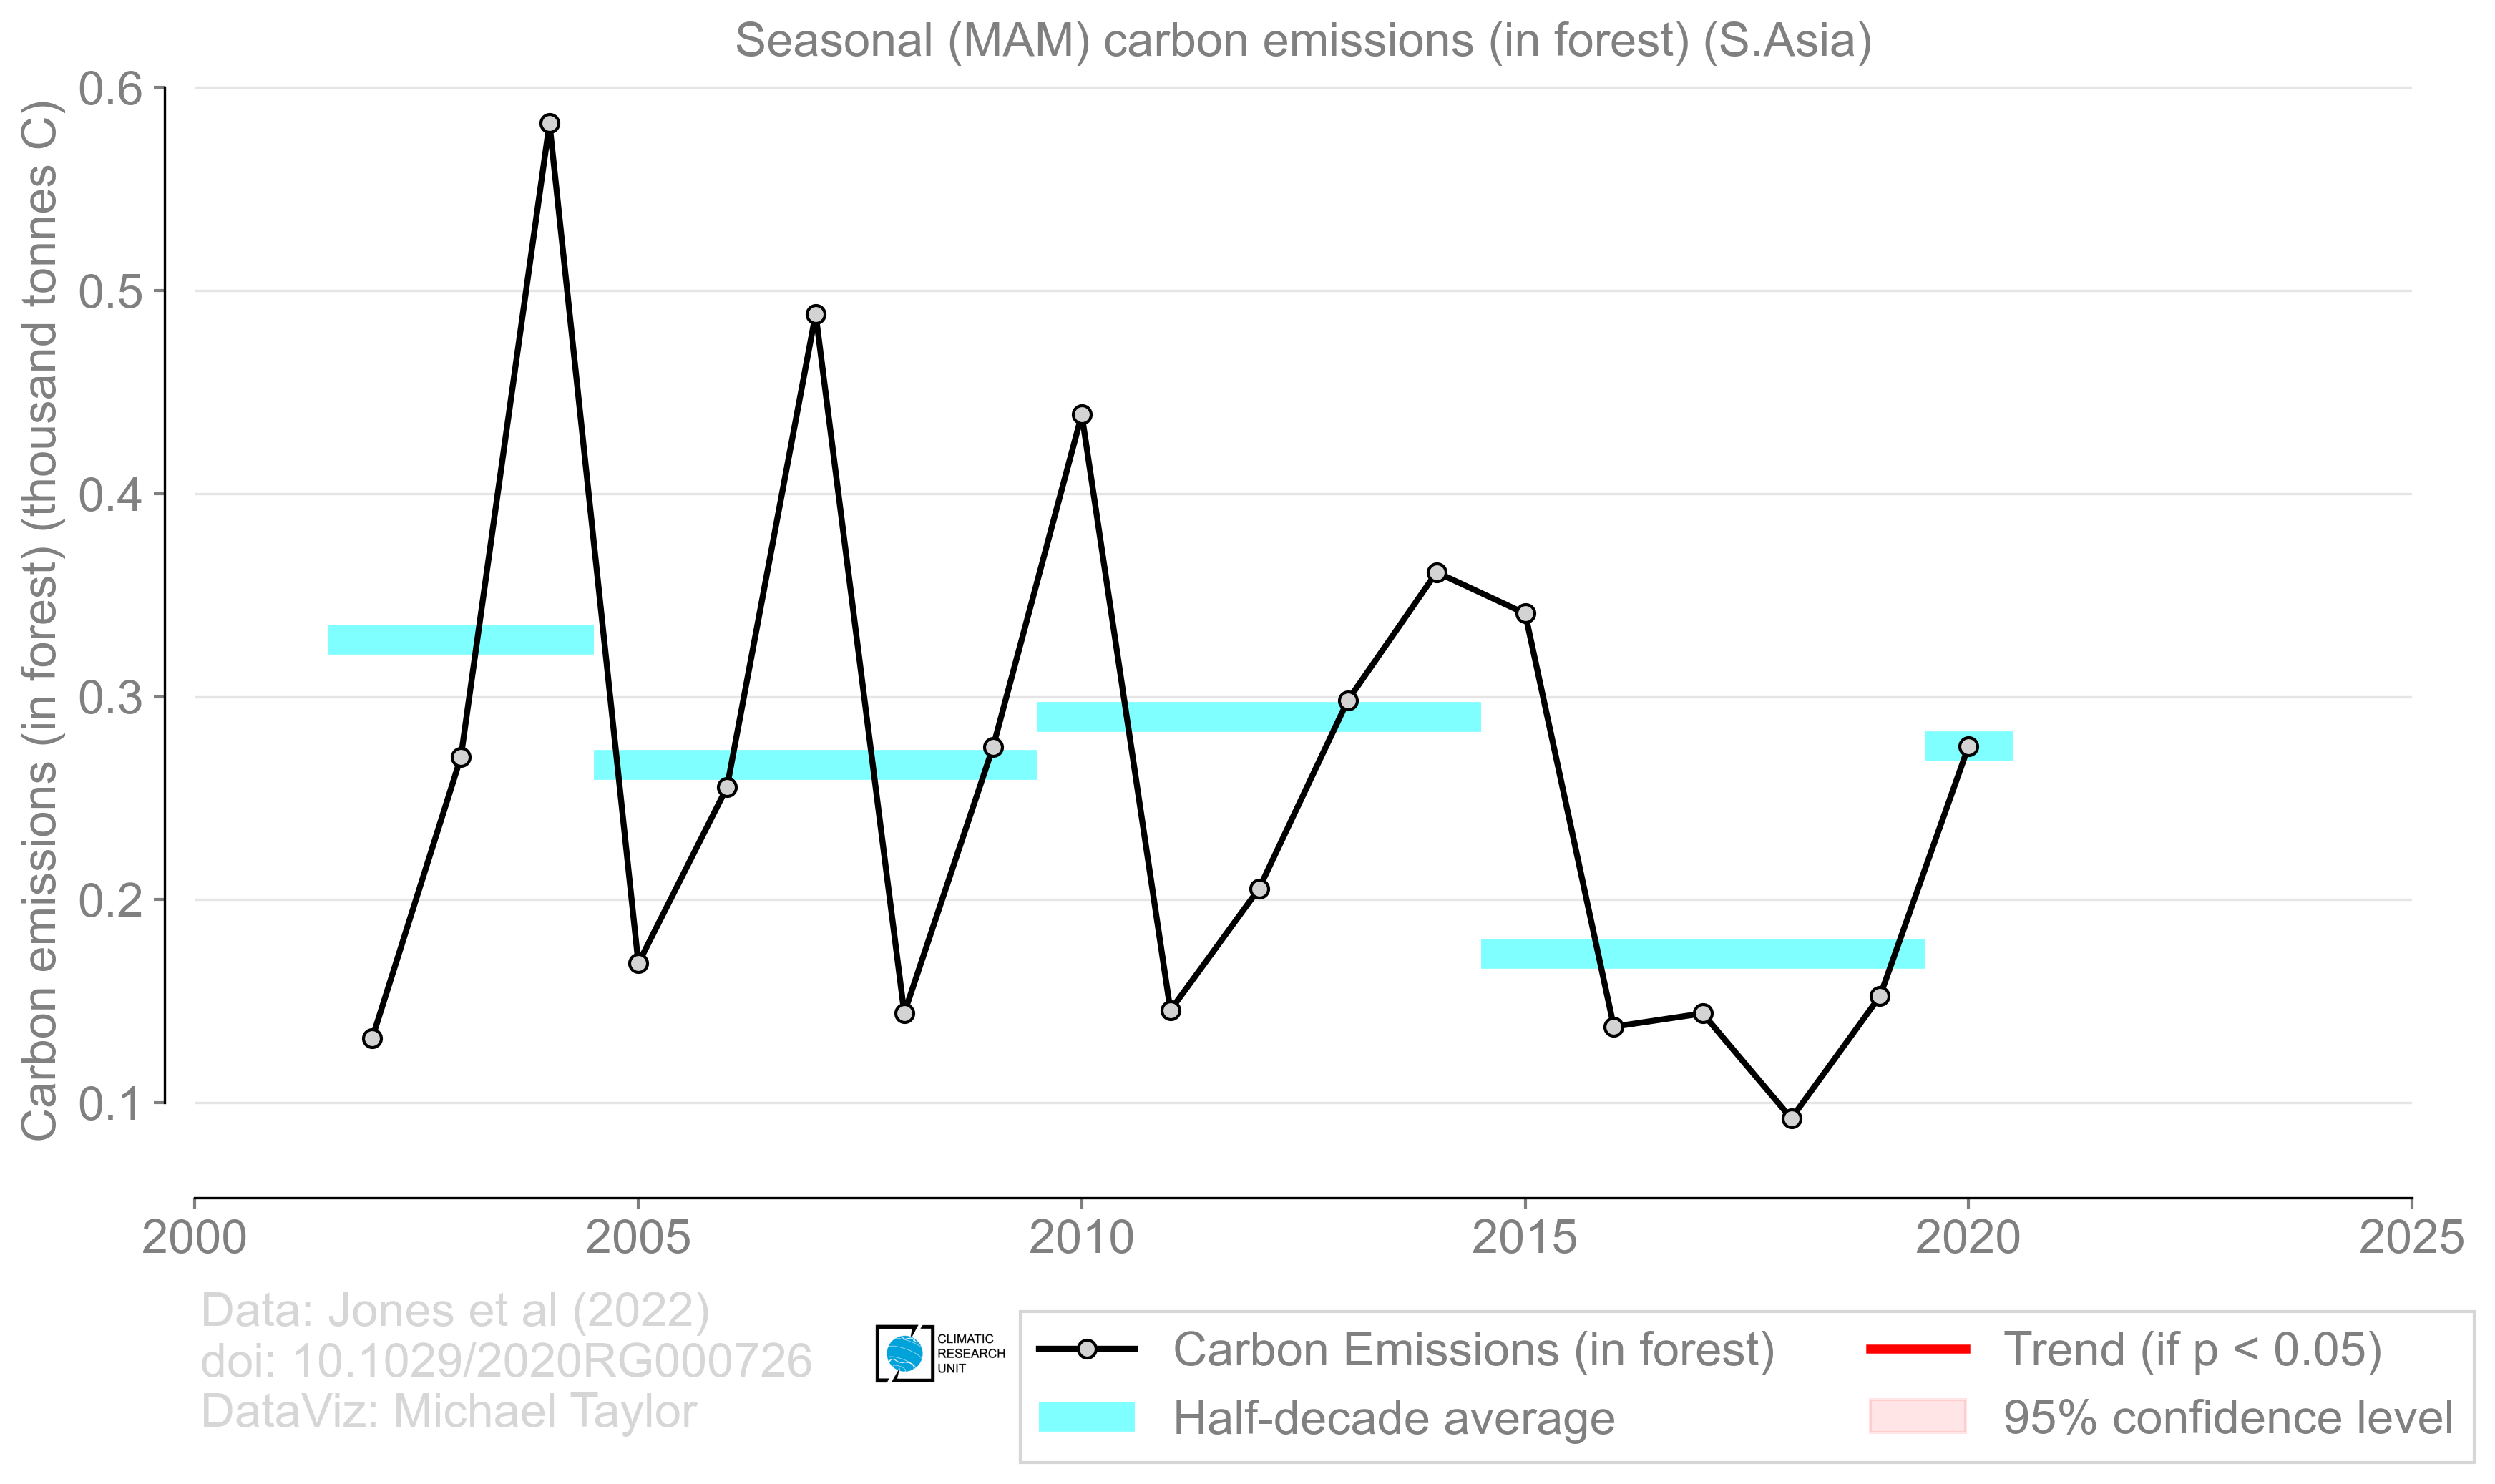 Seasonal (MAM) carbon emissions (in forest) (S.Asia)
Carbon emissions (in forest) (thousand tonnes C)
0.6
0.5
0.4
0.3
0.2
0.1
2000 2005 2010 2015 2020 2025
Data: Jones et al (2022)
doi: 10.1029/2020RG000726
DataViz: Michael Taylor
CLIMATIC
RESEARCH
UNIT
Carbon Emissions (in forest)
Half-decade average
Trend (if p < 0.05)
95% confidence level